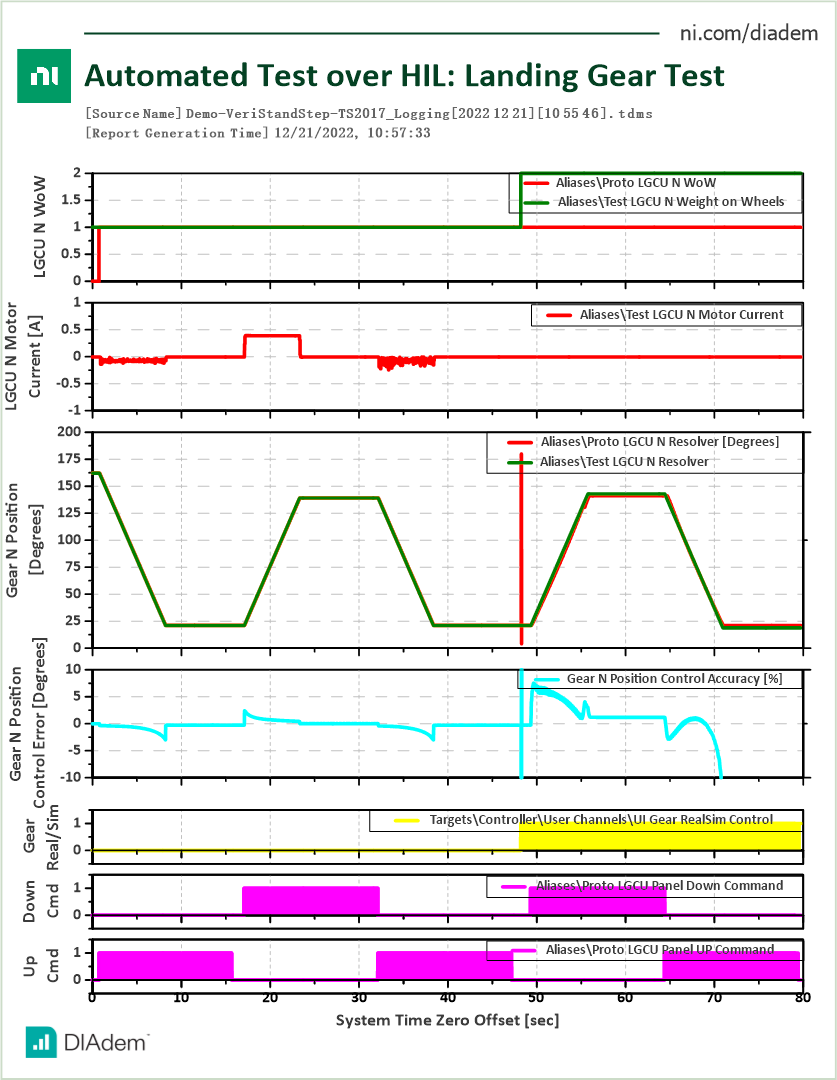 ni.com/diadem
ni
Automated Test over HIL: Landing Gear Test
[Source Name] Demo-VeriStandStep-TS2017_Logging[2022 12 21][10 55 46].tdms
[Report Generation Time] 12/21/2022, 10:57:33
LGCU N WoW
2
1.5
1
0.5
0
Aliases\Proto LGCU N WoW
Aliases\Test LGCU N Weight on Wheels
LGCU N Motor
Current [A]
1
0.5
0
-0.5
-1
Aliases\Test LGCU N Motor Current
Gear N Position
[Degrees]
200
175
150
125
100
75
50
25
0
Aliases\Proto LGCU N Resolver [Degrees]
Aliases\Test LGCU N Resolver
Gear N Position
Control Error [Degrees]
10
5
0
-5
-10
Gear N Position Control Accuracy [%]
Gear
Real/Sim
1
0
Targets\Controller\User Channels\UI Gear RealSim Control
Down
Cmd
1
0
Aliases\Proto LGCU Panel Down Command
Up
Cmd
1
0
Aliases\Proto LGCU Panel UP Command
0 10 20 30 40 50 60 70 80
System Time Zero Offset [sec]
DIAdem™